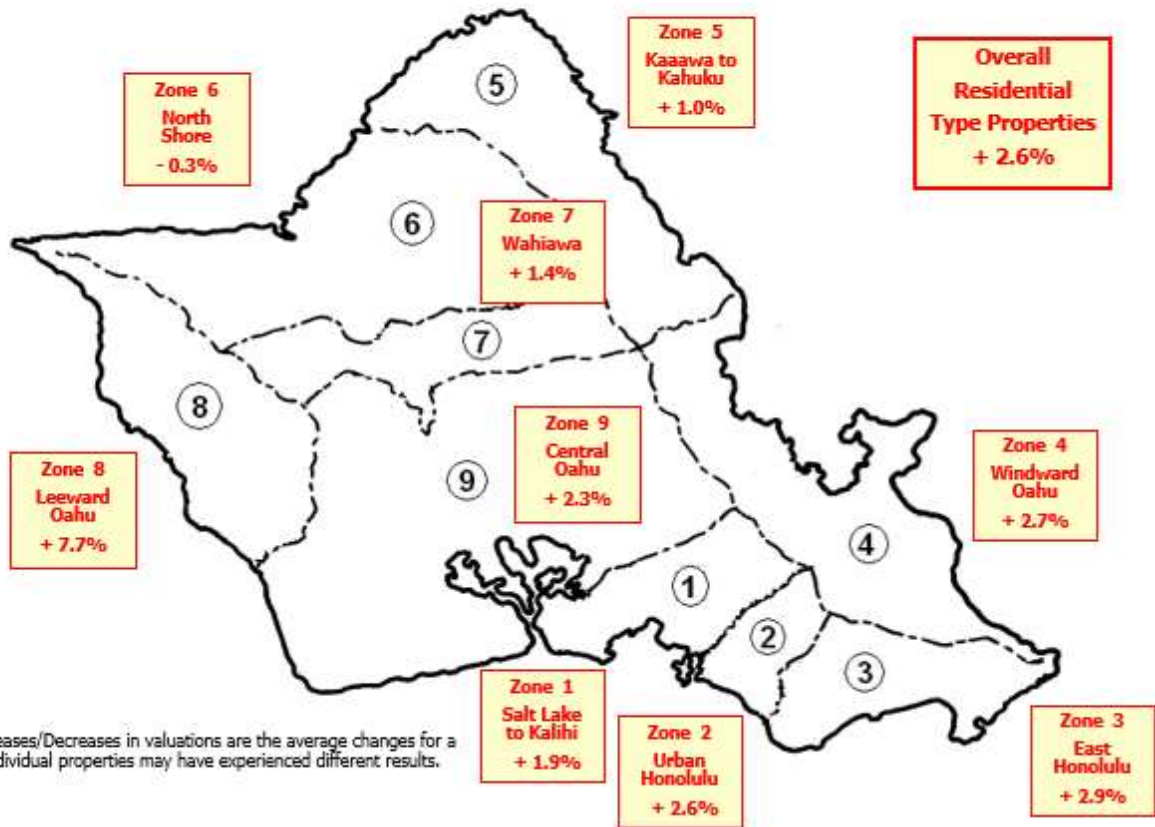 Zone 5
Kaaawa to
Kahuku
+ 1.0%
Overall
Residential
Type Properties
+ 2.6%
Zone 6
North
Shore
- 0.3%
5
6
Zone 7
Wahiawa
+ 1.4%
7
8
Zone 8
Leeward
Oahu
+ 7.7%
9
Zone 9
Central
Oahu
+ 2.3%
Zone 4
Windward
Oahu
+ 2.7%
4
1
2
3
Zone 1
Salt Lake
to Kalihi
+ 1.9%
Zone 2
Urban
Honolulu
+ 2.6%
Zone 3
East
Honolulu
+ 2.9%
eases/Decreases in valuations are the average changes for a
dividual properties may have experienced different results.